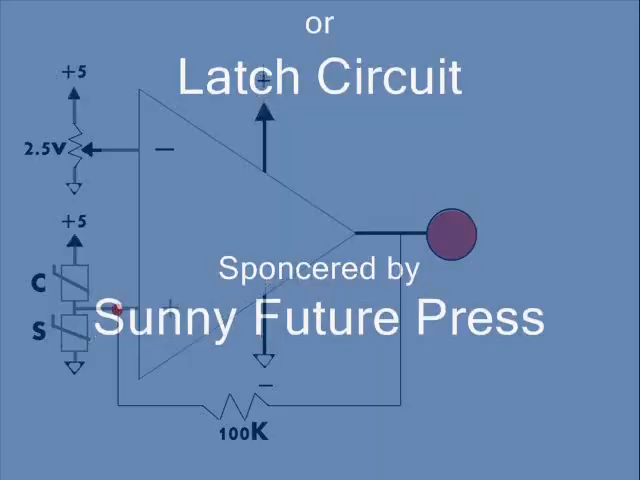 or
Latch Circuit
+5
+
2.5V
−
+5
Sponcered by
C
+
Sunny Future Press
S
−
100K